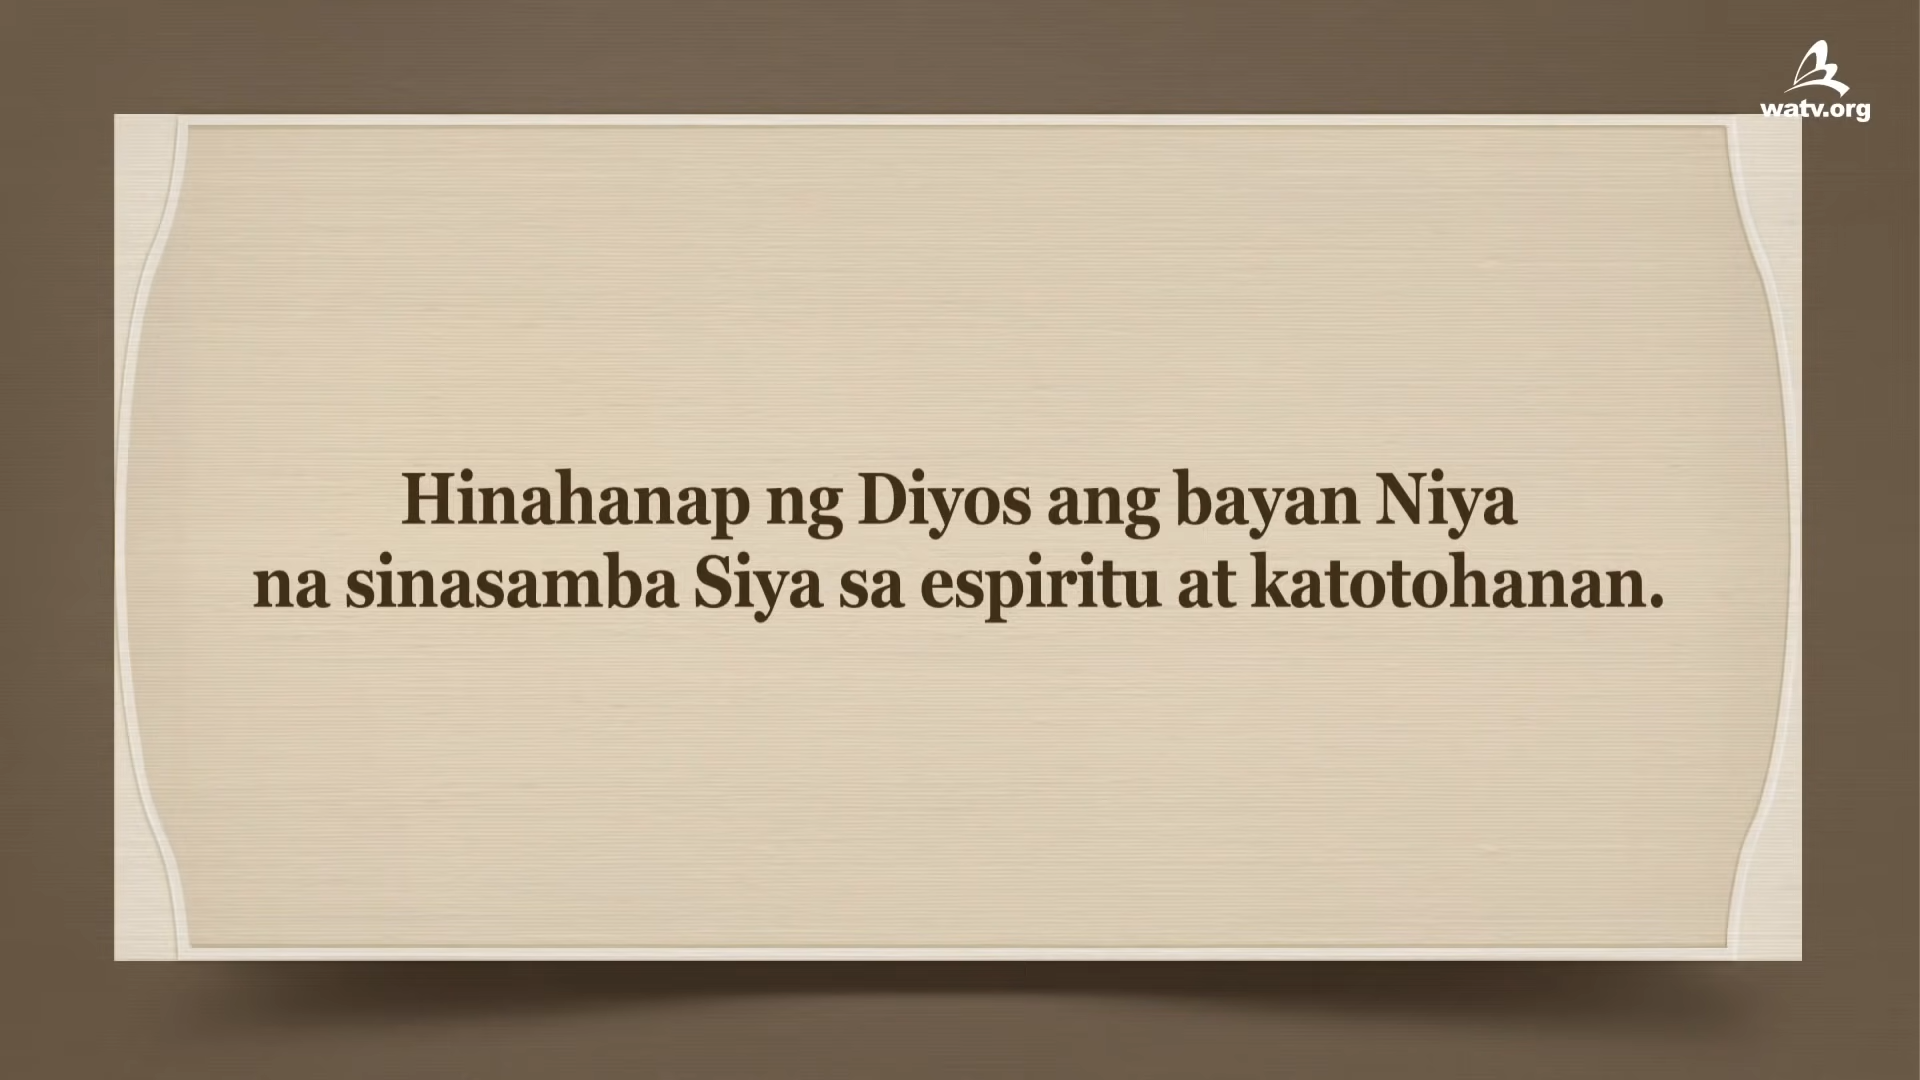 watv.org
Hinahanap ng Diyos ang bayan Niya
na sinasamba Siya sa espiritu at katotohanan.